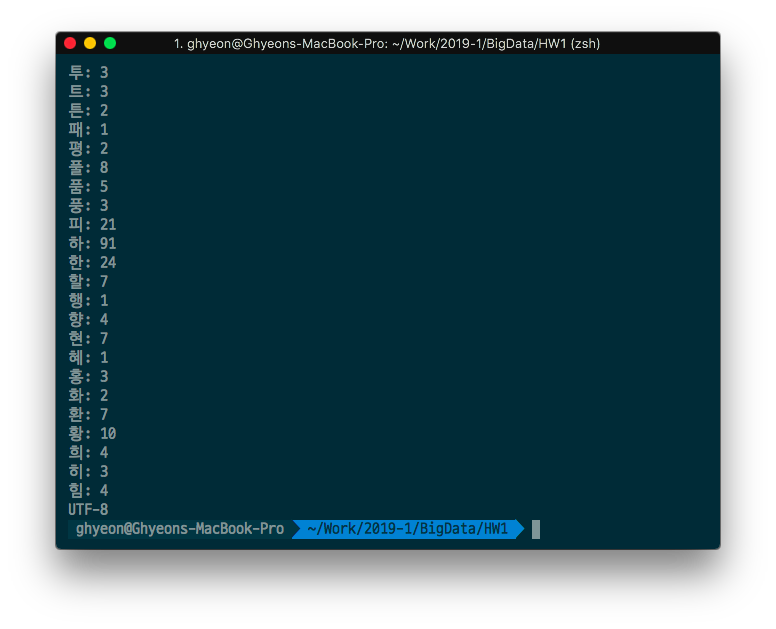 1. ghyeon@Ghyeons-MacBook-Pro: ~/Work/2019-1/BigData/HW1 (zsh)
투: 3
트: 3
튼: 2
패: 1
평: 2
풀: 8
품: 5
풍: 3
피: 21
하: 91
한: 24
할: 7
행: 1
향: 4
현: 7
혜: 1
홍: 3
화: 2
환: 7
황: 10
희: 4
히: 3
힘: 4
UTF-8
ghyeon@Ghyeons-MacBook-Pro ~/Work/2019-1/BigData/HW1